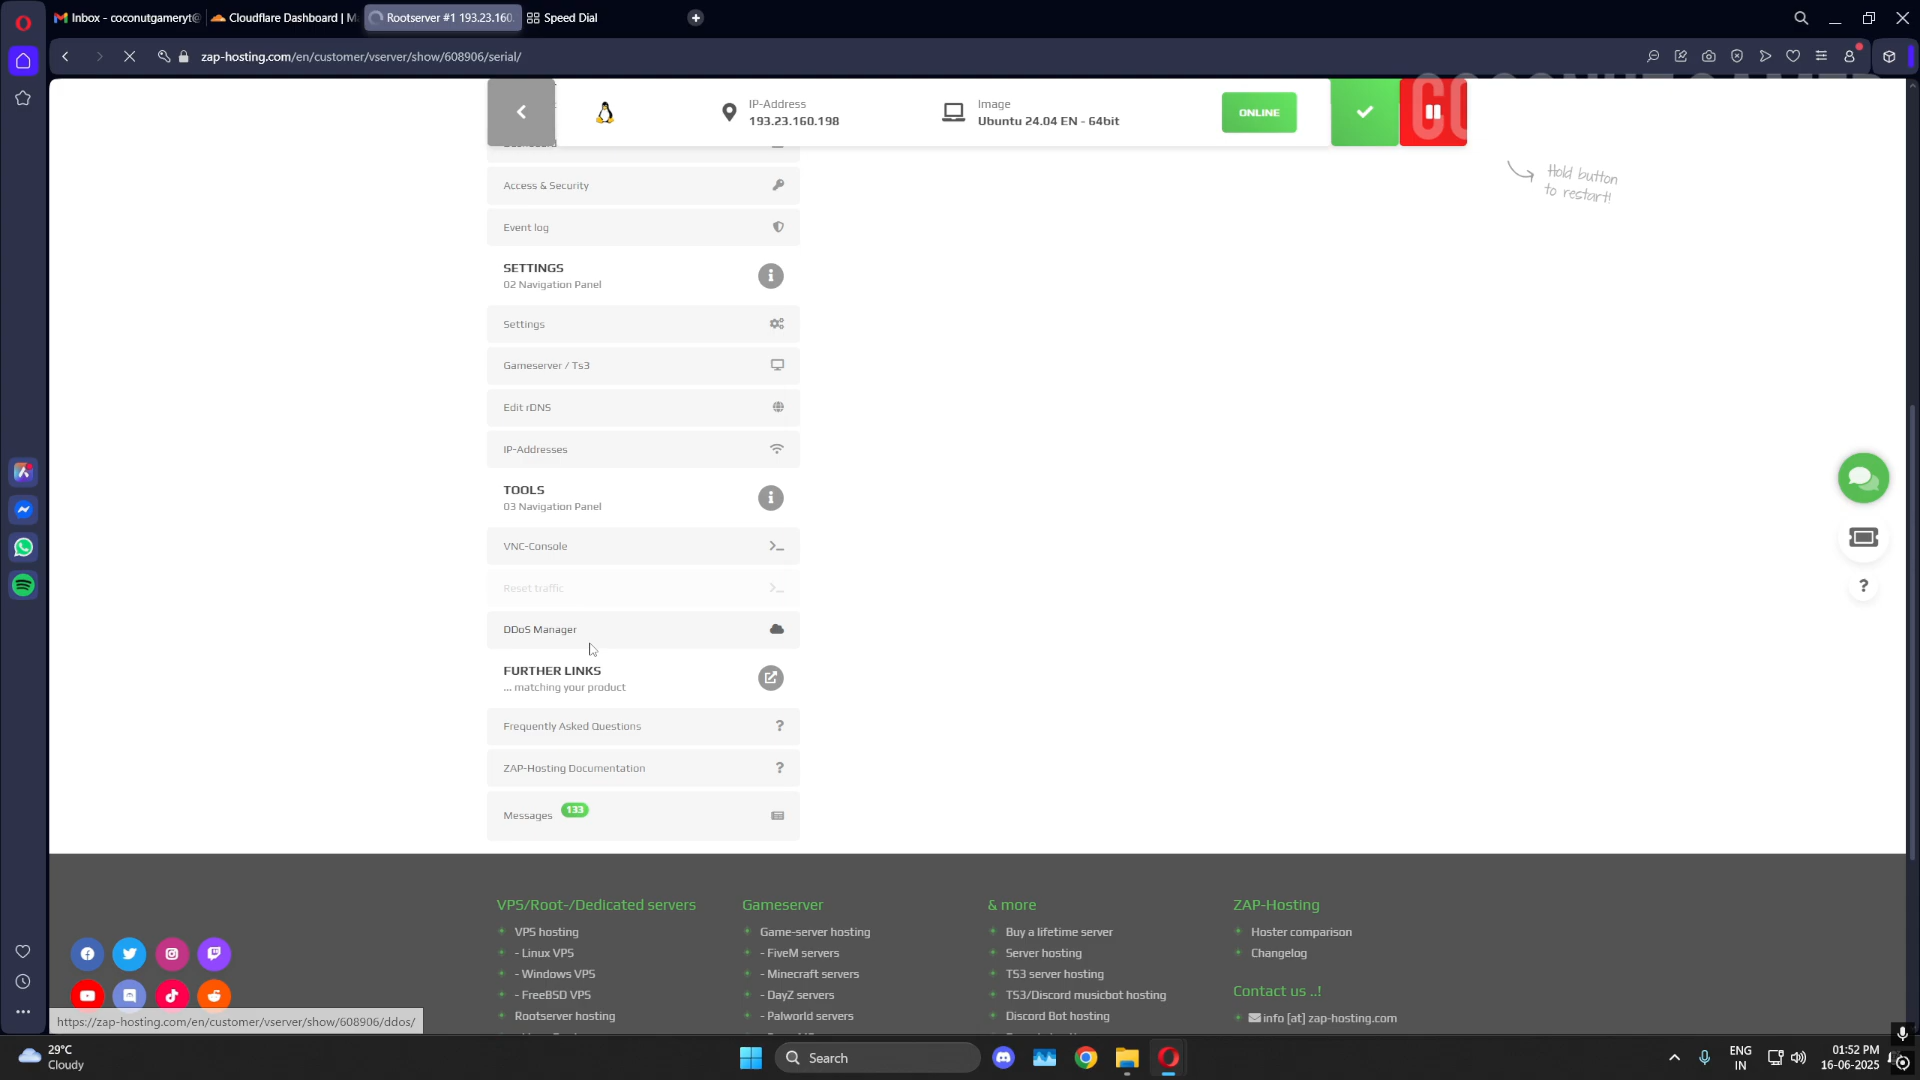 Inbox - coconutgameryt@
Cloudflare Dashboard | Ma
Rootserver #1 193.23.160.
Speed Dial
zap-hosting.com/en/customer/vserver/show/608906/serial/
IP-Address
193.23.160.198
Image
Ubuntu 24.04 EN - 64bit
ONLINE
Hold button
to restart!
Access & Security
Event log
SETTINGS
02 Navigation Panel
Settings
Gameserver / Ts3
Edit rDNS
IP-Addresses
TOOLS
03 Navigation Panel
VNC-Console
Reset traffic
DDoS Manager
FURTHER LINKS
... matching your product
Frequently Asked Questions
ZAP-Hosting Documentation
Messages 133
VPS/Root-/Dedicated servers
VPS hosting
- Linux VPS
- Windows VPS
- FreeBSD VPS
Rootserver hosting
Gameserver
Game-server hosting
- FiveM servers
- Minecraft servers
- DayZ servers
- Palworld servers
& more
Buy a lifetime server
Server hosting
TS3 server hosting
TS3/Discord musicbot hosting
Discord Bot hosting
ZAP-Hosting
Hoster comparison
Changelog
Contact us ..!
info [at] zap-hosting.com
https://zap-hosting.com/en/customer/vserver/show/608906/ddos/
29°C
Cloudy
Search
ENG
IN
01:52 PM
16-06-2025